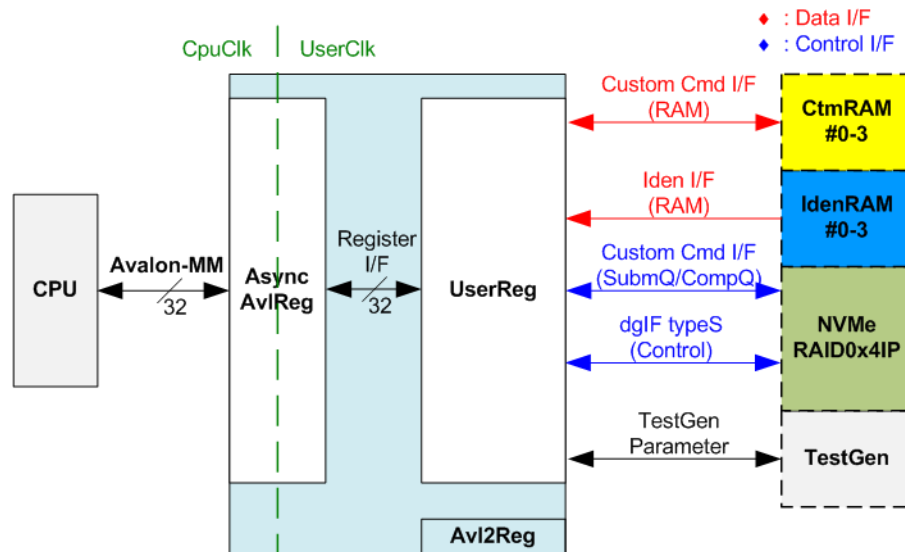 ♦ : Data I/F
♦ : Control I/F
CpuClk
UserClk
CPU
Avalon-MM
32
Async
AvlReg
Register
I/F
32
UserReg
Avl2Reg
Custom Cmd I/F
(RAM)
Iden I/F
(RAM)
Custom Cmd I/F
(SubmQ/CompQ)
dgIF typeS
(Control)
TestGen
Parameter
CtmRAM
#0-3
IdenRAM
#0-3
NVMe
RAID0x4IP
TestGen